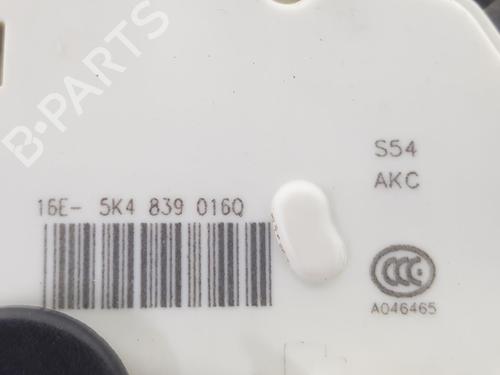 B-PARTS
S54
AKC
16E- 5K4 839 016Q
CCC
A046465